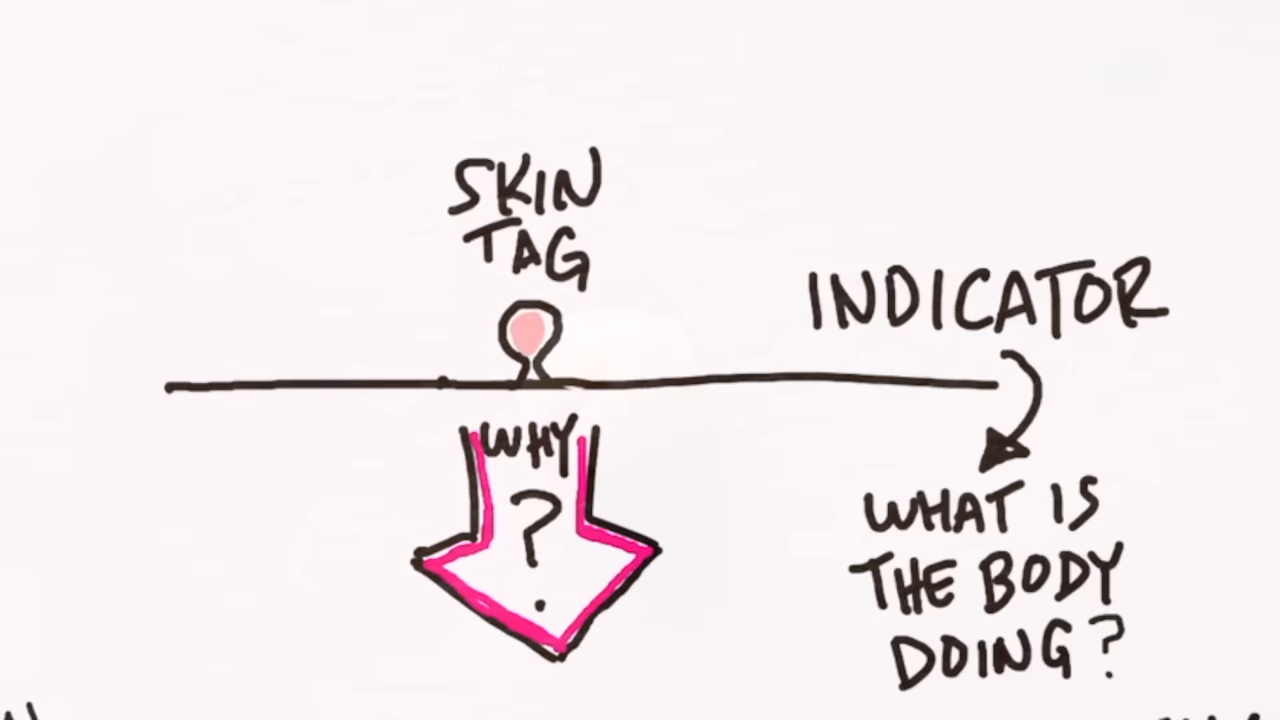 SKIN
TAG
INDICATOR
WHY
?
WHAT IS
THE BODY
DOING?